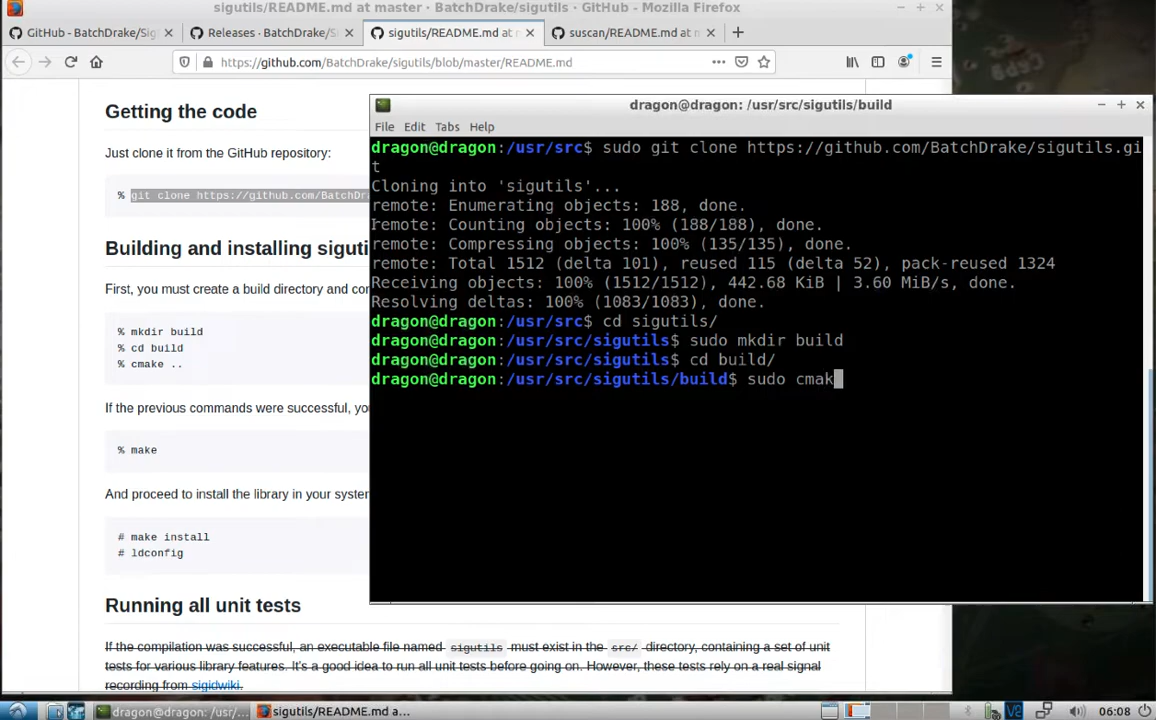 sigutils/README.md at master · BatchDrake/sigutils · GitHub - Mozilla Firefox
GitHub - BatchDrake/Sig
Releases · BatchDrake/S
sigutils/README.md at m
suscan/README.md at m
https://github.com/BatchDrake/sigutils/blob/master/README.md
Getting the code
Just clone it from the GitHub repository:
% git clone https://github.com/BatchDr
Building and installing siguti
First, you must create a build directory and con
% mkdir build
% cd build
% cmake ..
If the previous commands were successful, you
% make
And proceed to install the library in your system
# make install
# ldconfig
Running all unit tests
If the compilation was successful, an executable file named sigutils must exist in the src/ directory, containing a set of unit
tests for various library features. It's a good idea to run all unit tests before going on. However, these tests rely on a real signal
recording from sigidwiki.
dragon@dragon: /usr/src/sigutils/build
File Edit Tabs Help
dragon@dragon:/usr/src$ sudo git clone https://github.com/BatchDrake/sigutils.gi
t
Cloning into 'sigutils'...
remote: Enumerating objects: 188, done.
remote: Counting objects: 100% (188/188), done.
remote: Compressing objects: 100% (135/135), done.
remote: Total 1512 (delta 101), reused 115 (delta 52), pack-reused 1324
Receiving objects: 100% (1512/1512), 442.68 KiB | 3.60 MiB/s, done.
Resolving deltas: 100% (1083/1083), done.
dragon@dragon:/usr/src$ cd sigutils/
dragon@dragon:/usr/src/sigutils$ sudo mkdir build
dragon@dragon:/usr/src/sigutils$ cd build/
dragon@dragon:/usr/src/sigutils/build$ sudo cmak
dragon@dragon: /usr/...
sigutils/README.md a...
V2
06:08